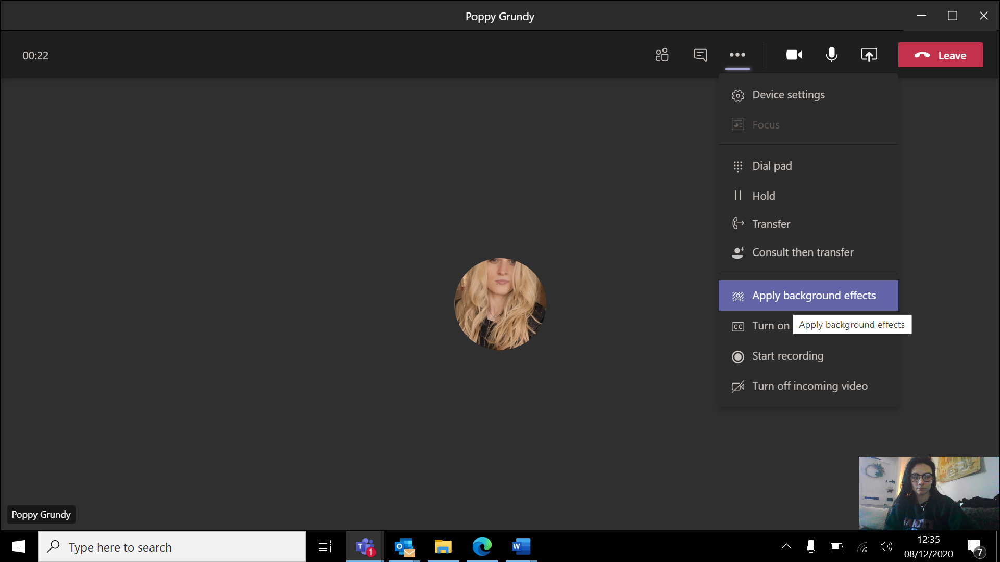 Poppy Grundy
00:22
Leave
Device settings
Focus
Dial pad
Hold
Transfer
Consult then transfer
Apply background effects
CC Turn on
Apply background effects
Start recording
Turn off incoming video
Poppy Grundy
Type here to search
T 1
O
W
12:35
08/12/2020
7